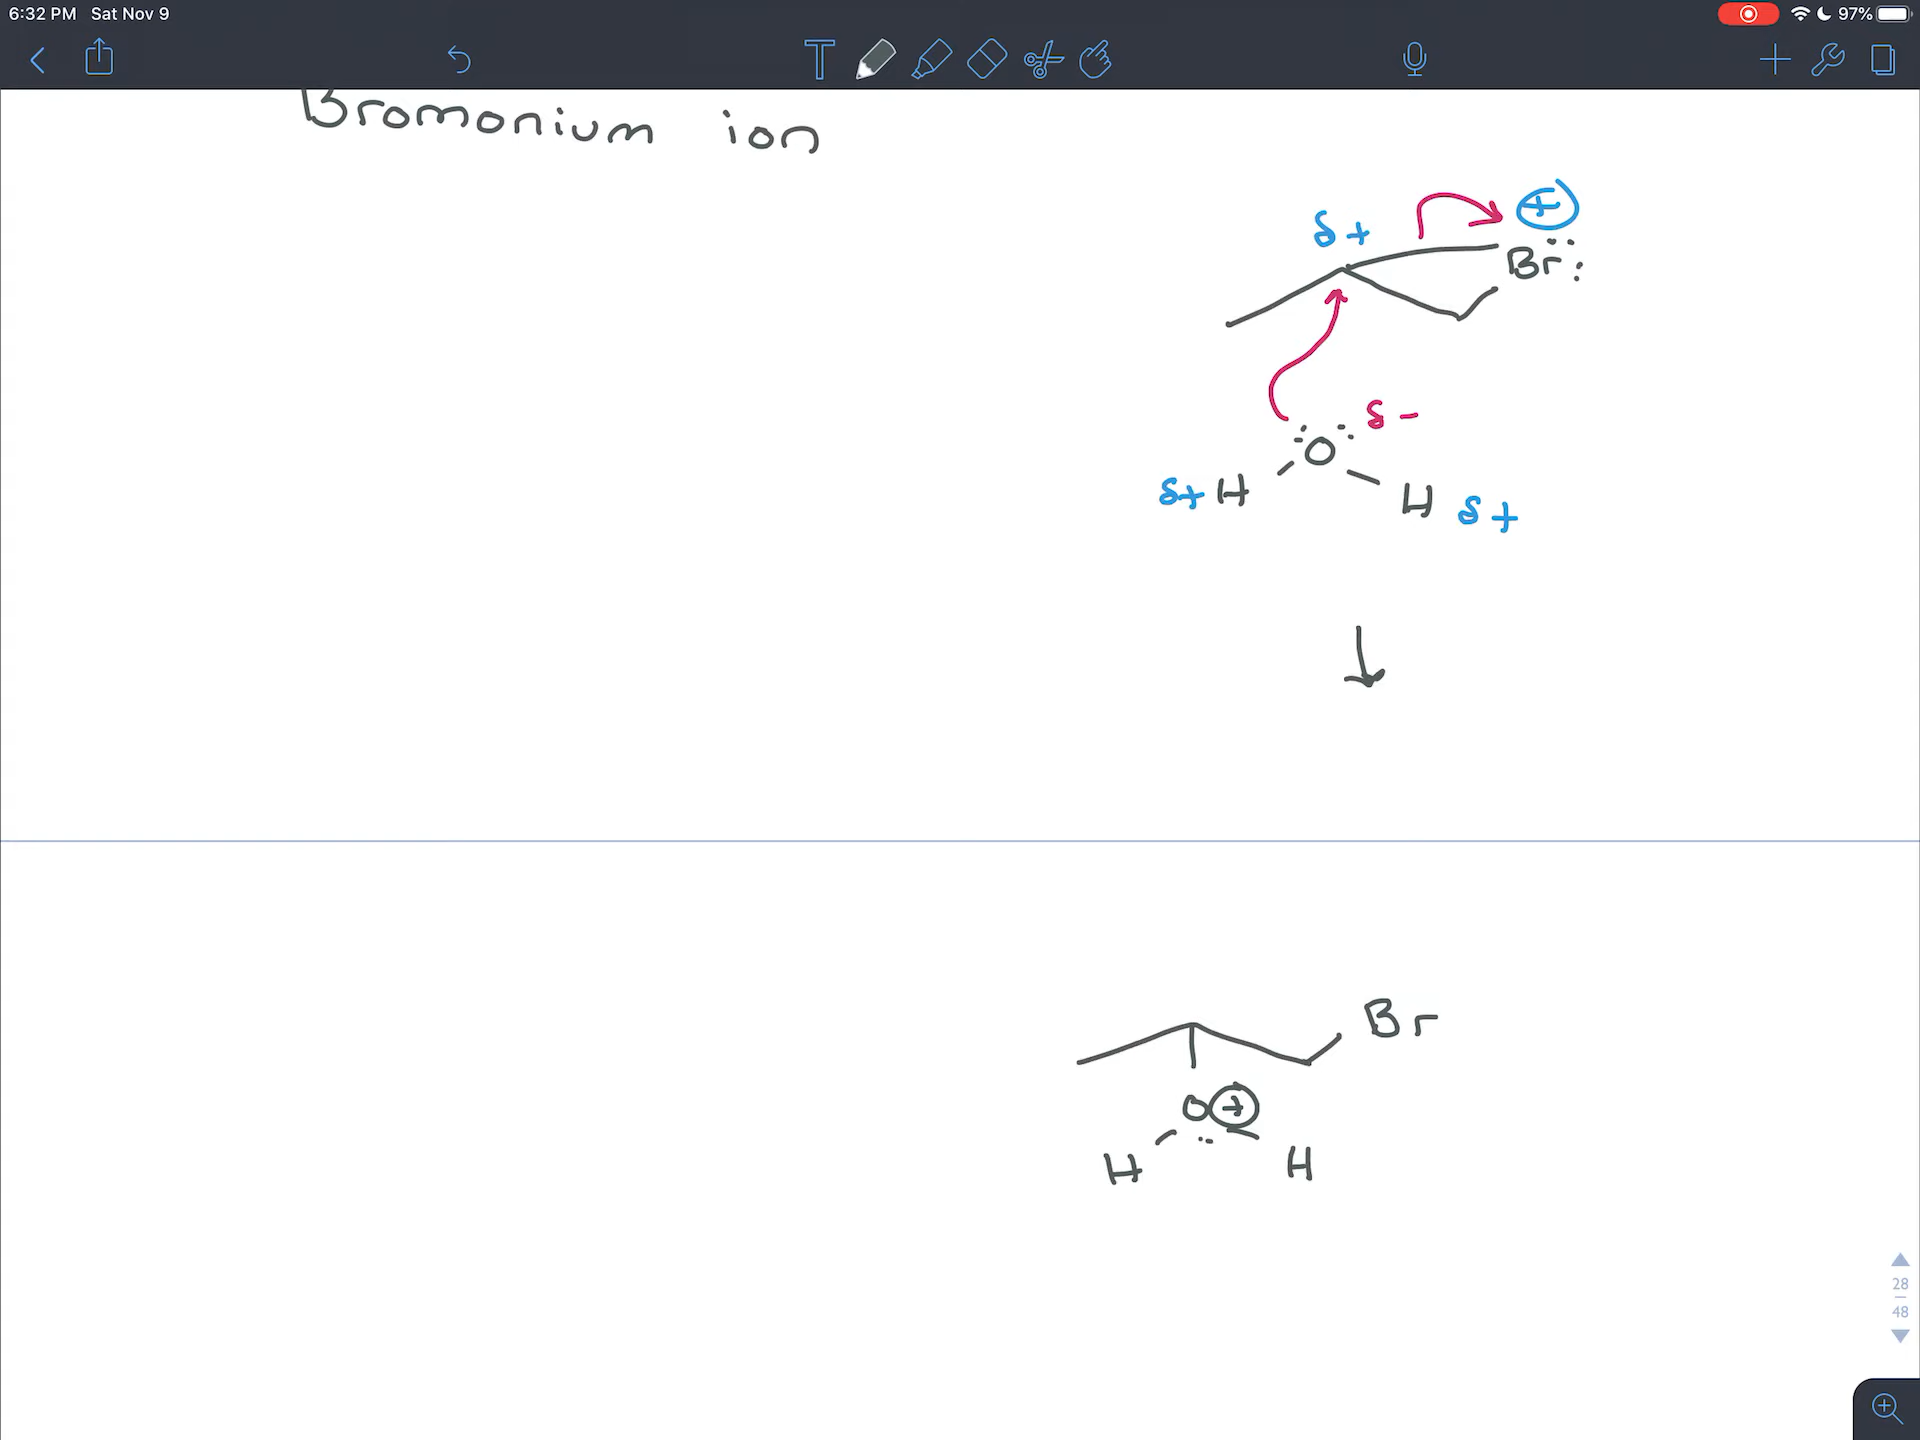 6:32 PM Sat Nov 9 97%
Bromonium ion
δ+ +
Br:
δ-
O
δ+ H H δ+
Br
O +
H H
28
48